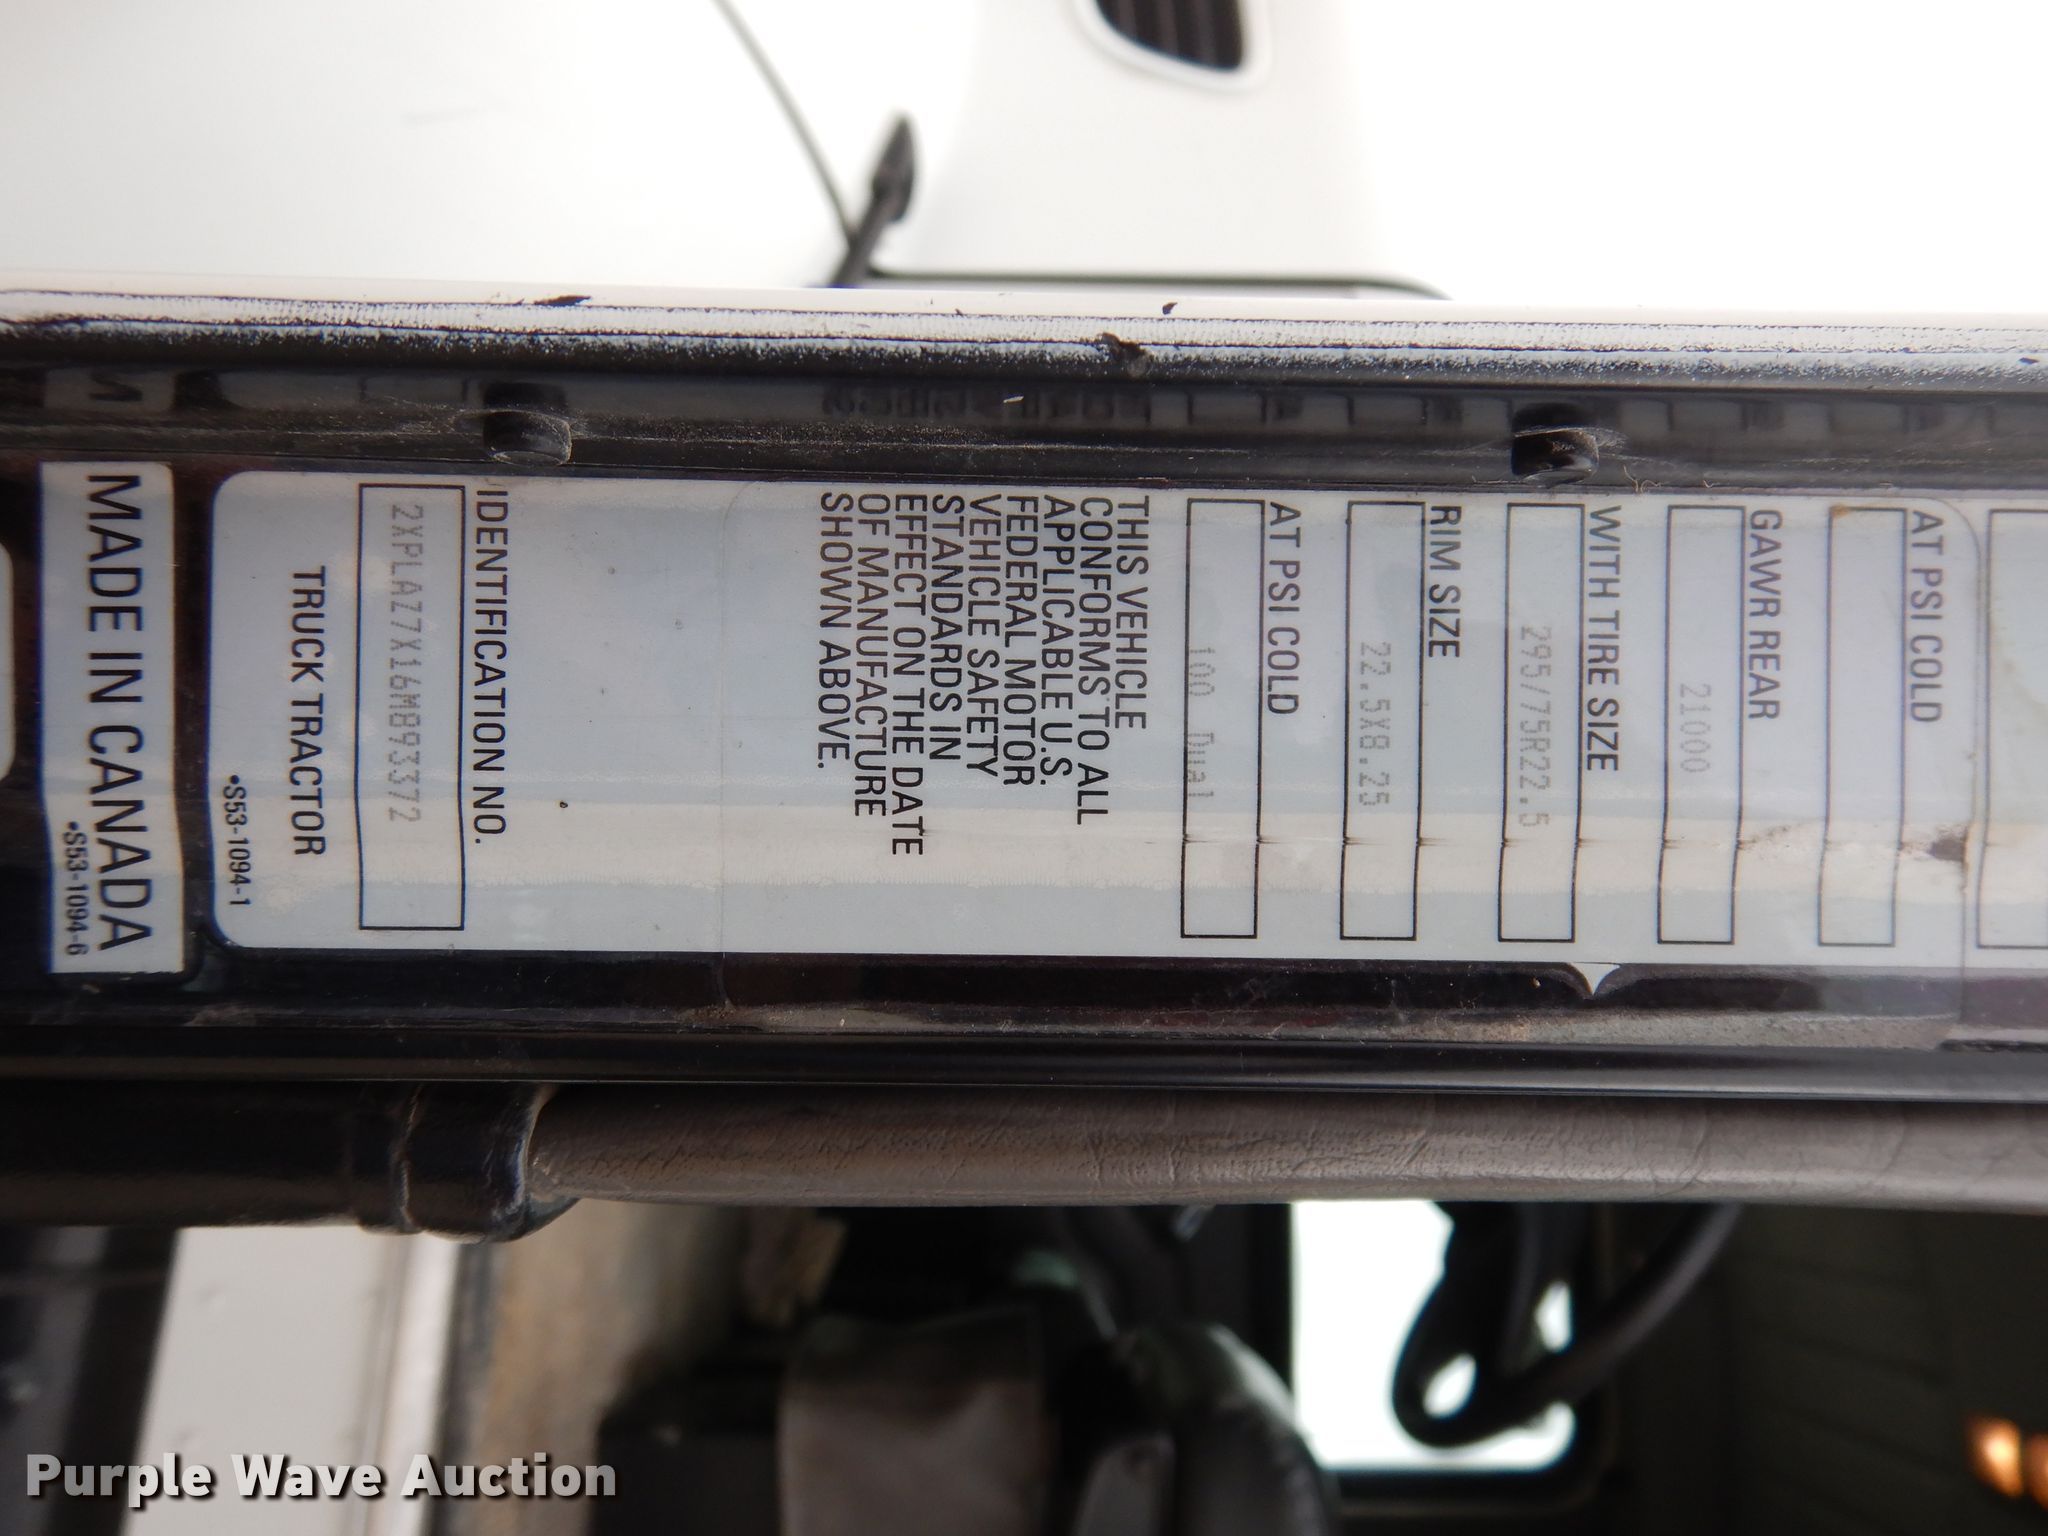 AT PSI COLD
GAWR REAR
21000
WITH TIRE SIZE
295/75R22.5
RIM SIZE
22.5X8.25
AT PSI COLD
100 Dual
THIS VEHICLE
CONFORMS TO ALL
APPLICABLE U.S.
FEDERAL MOTOR
VEHICLE SAFETY
STANDARDS IN
EFFECT ON THE DATE
OF MANUFACTURE
SHOWN ABOVE.
IDENTIFICATION NO.
2XPLAZ7X16M893372
TRUCK TRACTOR
•S53-1094-1
MADE IN CANADA
•S53-1094-6
Purple Wave Auction